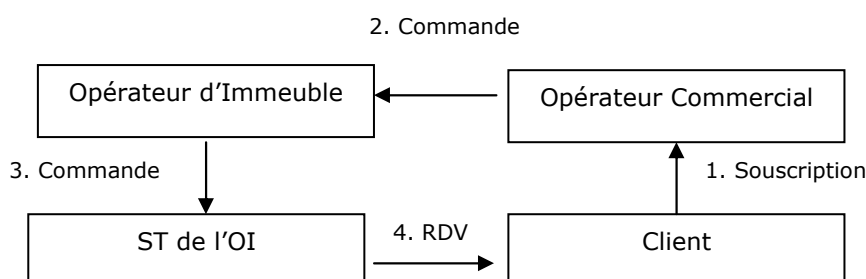 2. Commande
Opérateur d’Immeuble
Opérateur Commercial
3. Commande
1. Souscription
ST de l’OI
4. RDV
Client